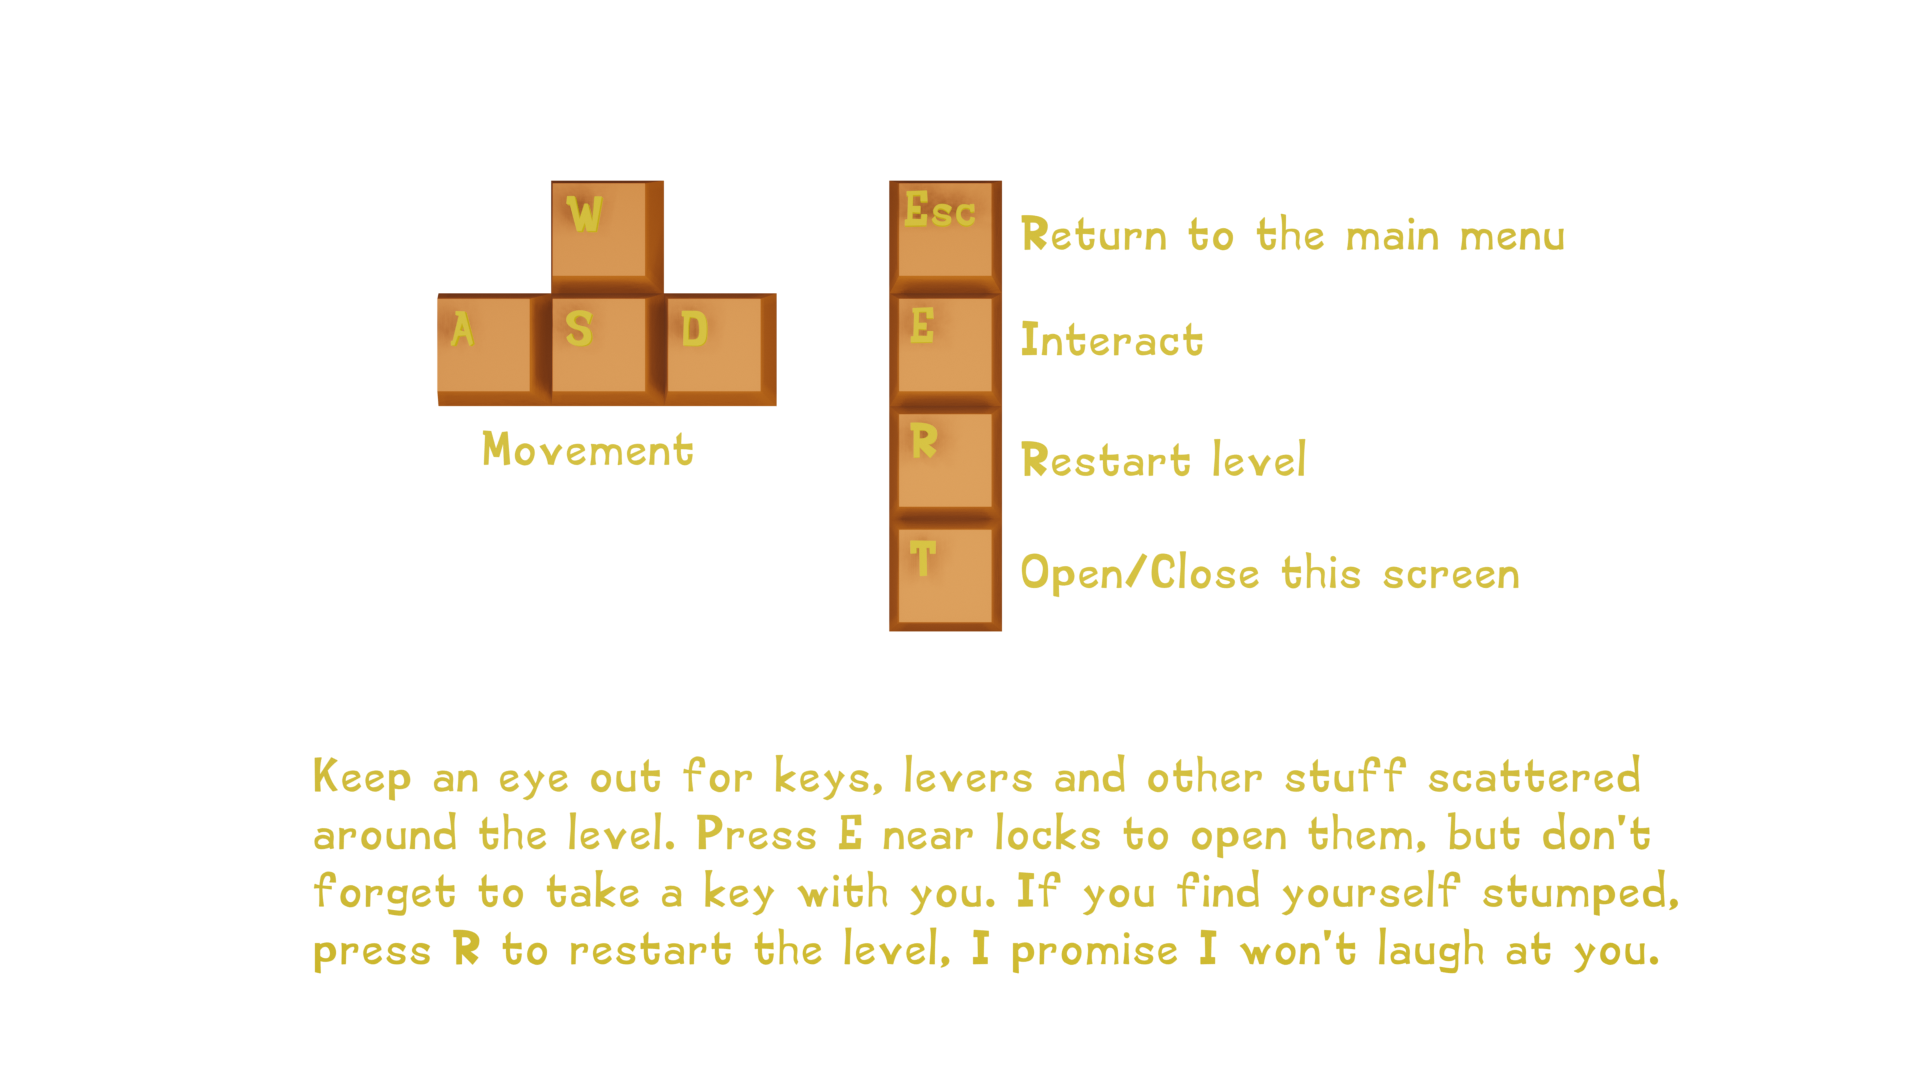 W
A S D
Movement
Esc Return to the main menu
E Interact
R Restart level
T Open/Close this screen
Keep an eye out for keys, levers and other stuff scattered
around the level. Press E near locks to open them, but don't
forget to take a key with you. If you find yourself stumped,
press R to restart the level, I promise I won't laugh at you.